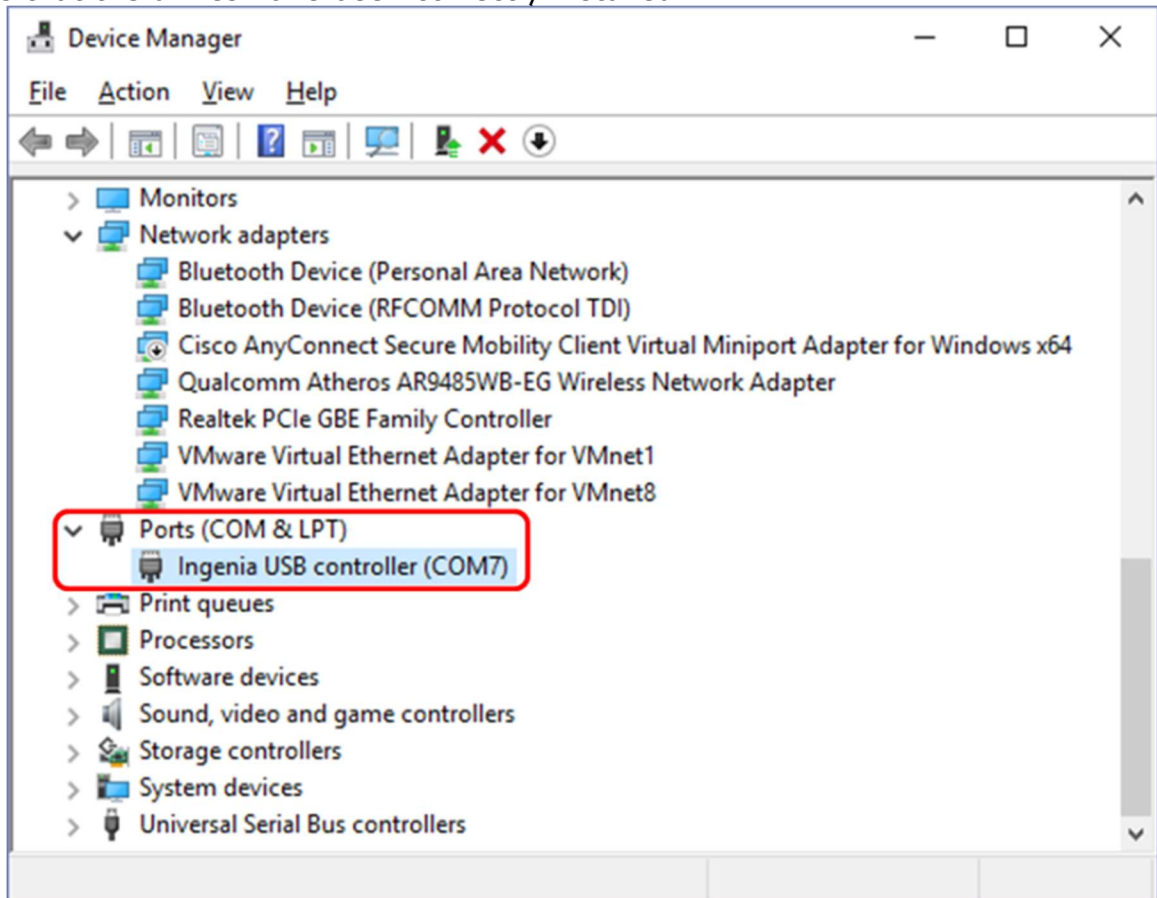 Device Manager
File Action View Help
Monitors
Network adapters
Bluetooth Device (Personal Area Network)
Bluetooth Device (RFCOMM Protocol TDI)
Cisco AnyConnect Secure Mobility Client Virtual Miniport Adapter for Windows x64
Qualcomm Atheros AR9485WB-EG Wireless Network Adapter
Realtek PCIe GBE Family Controller
VMware Virtual Ethernet Adapter for VMnet1
VMware Virtual Ethernet Adapter for VMnet8
Ports (COM & LPT)
Ingenia USB controller (COM7)
Print queues
Processors
Software devices
Sound, video and game controllers
Storage controllers
System devices
Universal Serial Bus controllers